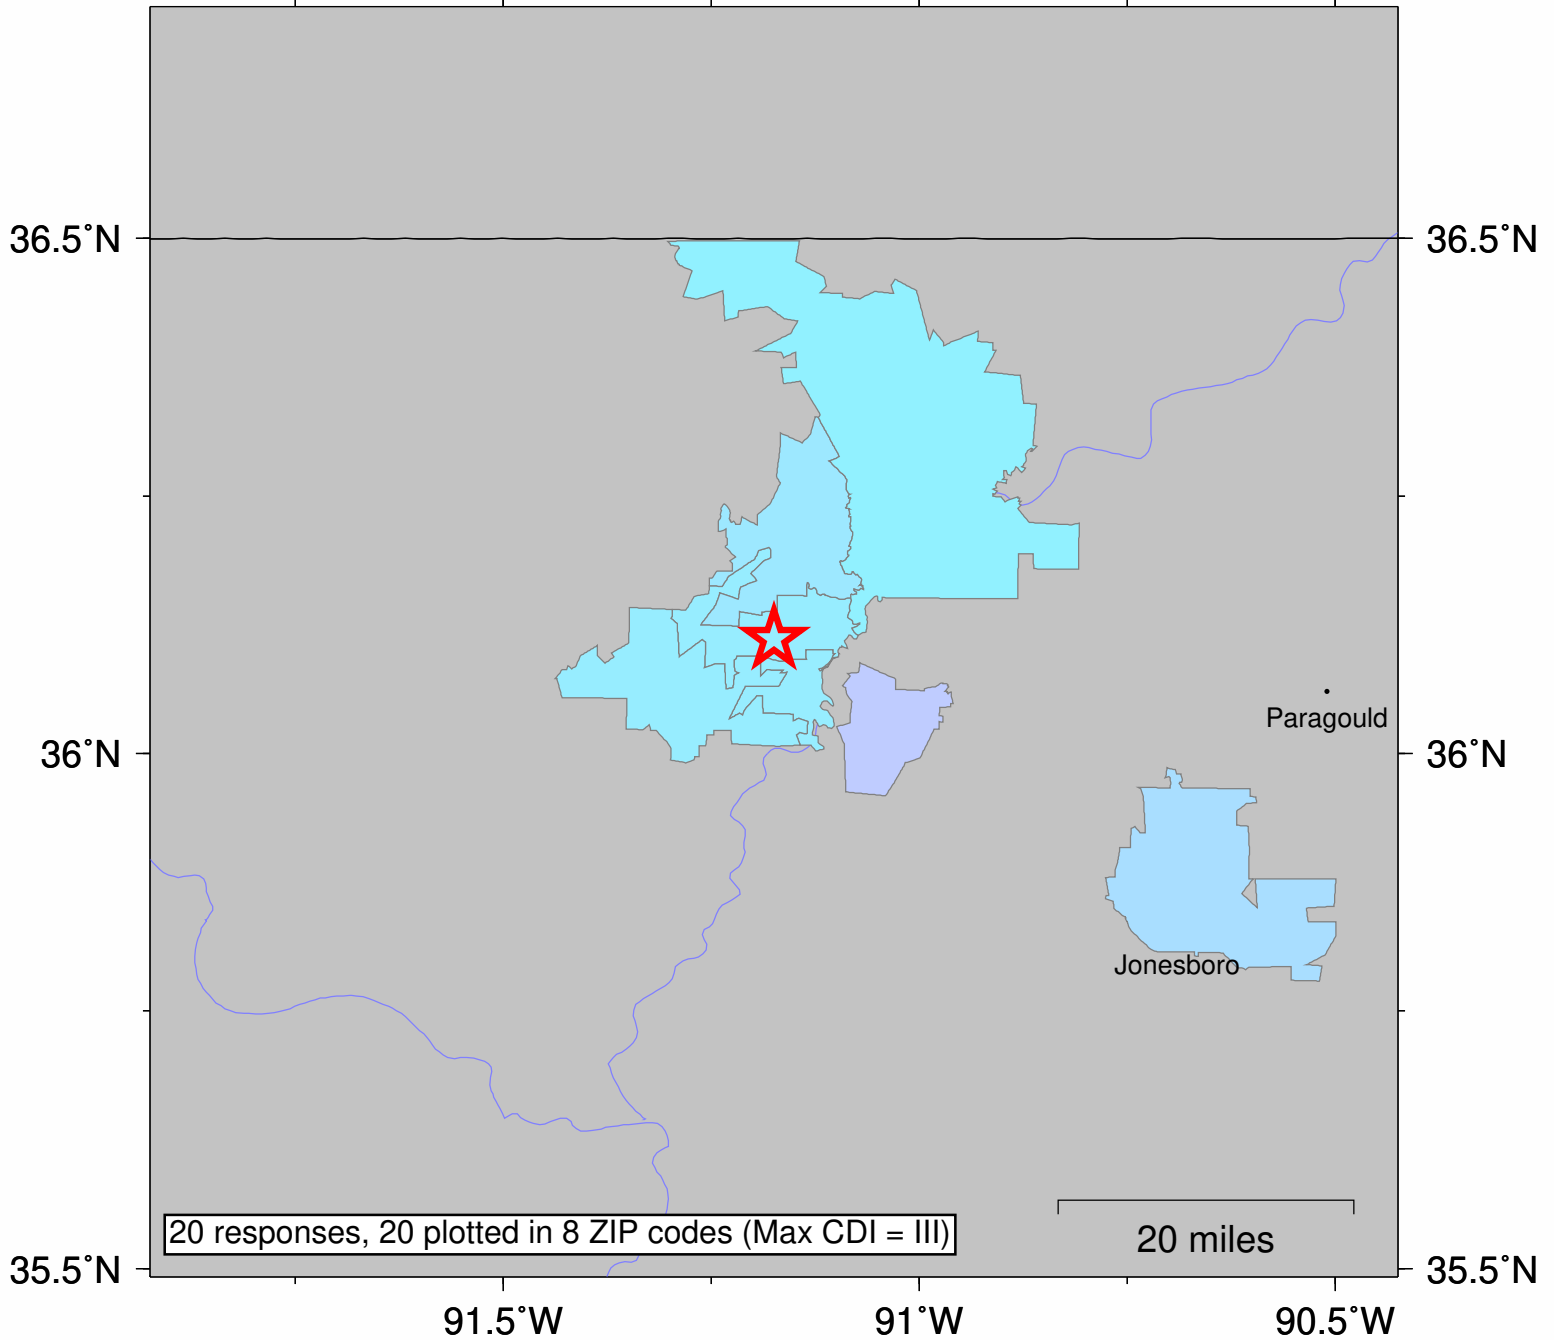 36.5°N 36.5°N
Paragould
36°N 36°N
Jonesboro
20 responses, 20 plotted in 8 ZIP codes (Max CDI = III)
20 miles
35.5°N 35.5°N
91.5°W 91°W 90.5°W